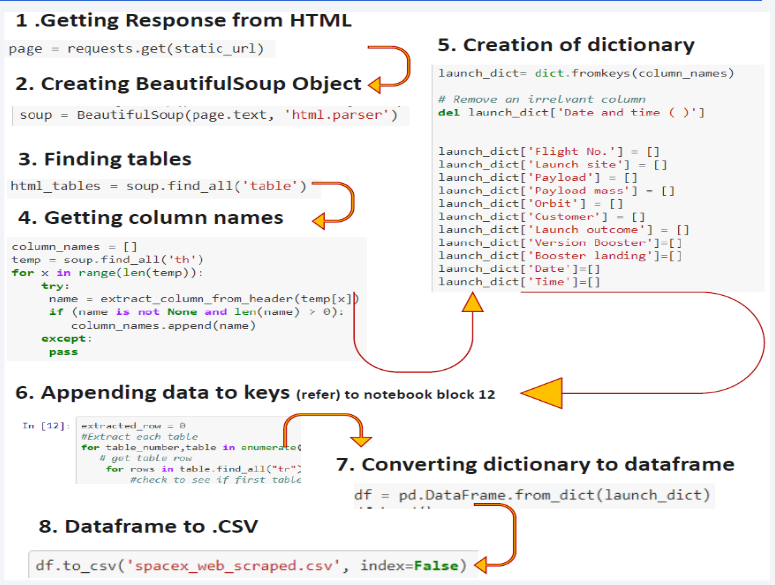 1 .Getting Response from HTML
page = requests.get(static_url)
2. Creating BeautifulSoup Object
soup = BeautifulSoup(page.text, 'html.parser')
3. Finding tables
html_tables = soup.find_all('table')
4. Getting column names
column_names = []
temp = soup.find_all('th')
for x in range(len(temp)):
try:
name = extract_column_from_header(temp[x])
if (name is not None and len(name) > 0):
column_names.append(name)
except:
pass
5. Creation of dictionary
launch_dict= dict.fromkeys(column_names)
# Remove an irrelvant column
del launch_dict['Date and time ( )']
launch_dict['Flight No.'] = []
launch_dict['Launch site'] = []
launch_dict['Payload'] = []
launch_dict['Payload mass'] = []
launch_dict['Orbit'] = []
launch_dict['Customer'] = []
launch_dict['Launch outcome'] = []
launch_dict['Version Booster']=[]
launch_dict['Booster landing']=[]
launch_dict['Date']=[]
launch_dict['Time']=[]
6. Appending data to keys (refer) to notebook block 12
In [12]: extracted_row = 0
#Extract each table
for table_number,table in enumerate(
# get table row
for rows in table.find_all("tr")
#check to see if first table
7. Converting dictionary to dataframe
df = pd.DataFrame.from_dict(launch_dict)
8. Dataframe to .CSV
df.to_csv('spacex_web_scraped.csv', index=False)